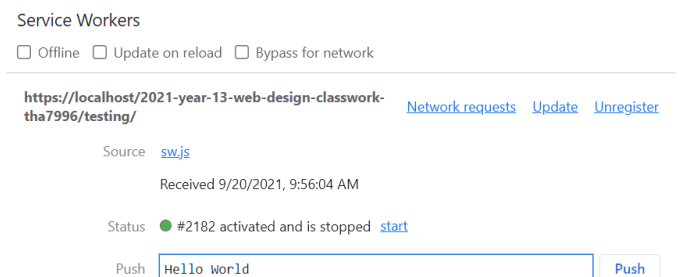 Service Workers
Offline Update on reload Bypass for network
https://localhost/2021-year-13-web-design-classwork-
tha7996/testing/
Network requests Update Unregister
Source sw.js
Received 9/20/2021, 9:56:04 AM
Status #2182 activated and is stopped start
Push Hello World Push